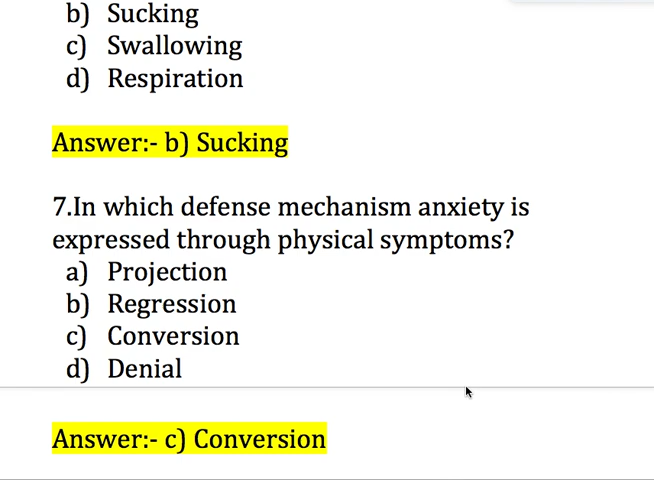 b) Sucking
c) Swallowing
d) Respiration
Answer:- b) Sucking
7.In which defense mechanism anxiety is
expressed through physical symptoms?
a) Projection
b) Regression
c) Conversion
d) Denial
Answer:- c) Conversion